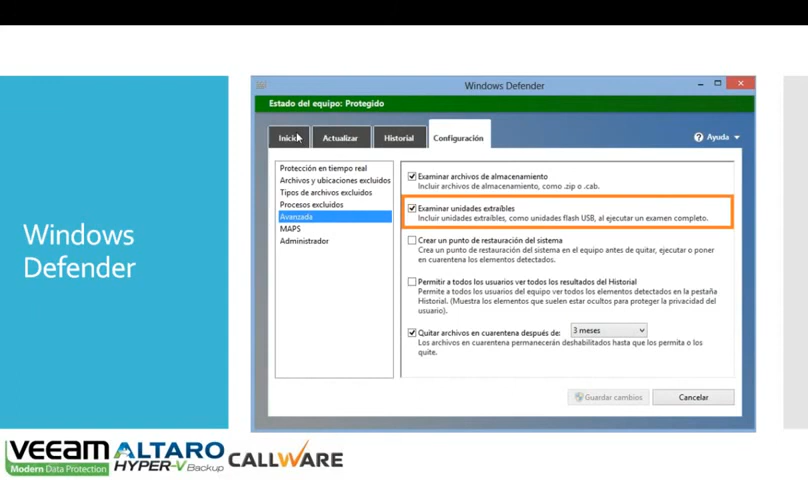 Windows Defender
Estado del equipo: Protegido
Inicio
Actualizar
Historial
Configuración
Ayuda
Protección en tiempo real
Archivos y ubicaciones excluidos
Tipos de archivos excluidos
Procesos excluidos
Avanzada
MAPS
Administrador
Examinar archivos de almacenamiento
Incluir archivos de almacenamiento, como .zip o .cab.
Examinar unidades extraíbles
Incluir unidades extraíbles, como unidades flash USB, al ejecutar un examen completo.
Crear un punto de restauración del sistema
Crea un punto de restauración del sistema en el equipo antes de quitar, ejecutar o poner
en cuarentena los elementos detectados.
Permitir a todos los usuarios ver todos los resultados del Historial
Permite a todos los usuarios del equipo ver todos los elementos detectados en la pestaña
Historial. (Muestra los elementos que suelen estar ocultos para proteger la privacidad del
usuario).
Quitar archivos en cuarentena después de:
3 meses
Los archivos en cuarentena permanecerán deshabilitados hasta que los permita o los
quite.
Guardar cambios
Cancelar
Windows
Defender
VEEAM
Modern Data Protection
ALTARO
HYPER-V Backup
CALLWARE